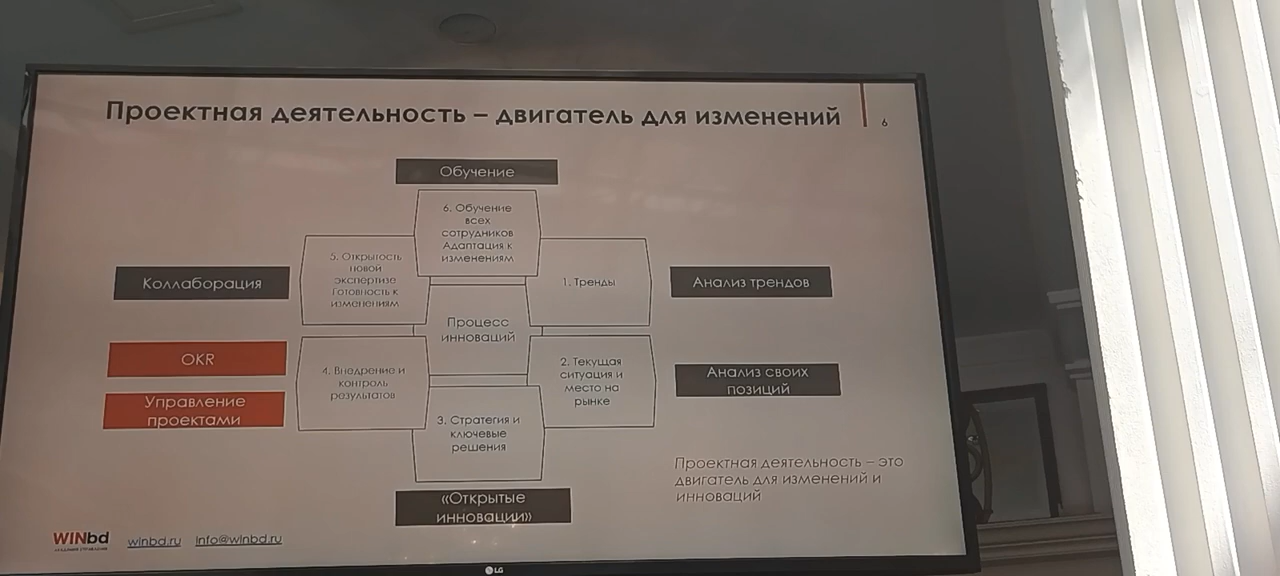 Проектная деятельность – двигатель для изменений
6
Обучение
6. Обучение
всех
сотрудников
Адаптация к
изменениям
5. Открытость
новой
экспертизе
Готовность к
изменениям
1. Тренды
Коллаборация
Анализ трендов
Процесс
инноваций
OKR
Управление
проектами
4. Внедрение и
контроль
результатов
2. Текущая
ситуация и
место на
рынке
Анализ своих
позиций
3. Стратегия и
ключевые
решения
«Открытые
инновации»
Проектная деятельность – это
двигатель для изменений и
инноваций
WINbd
winbd.ru
info@winbd.ru
LG